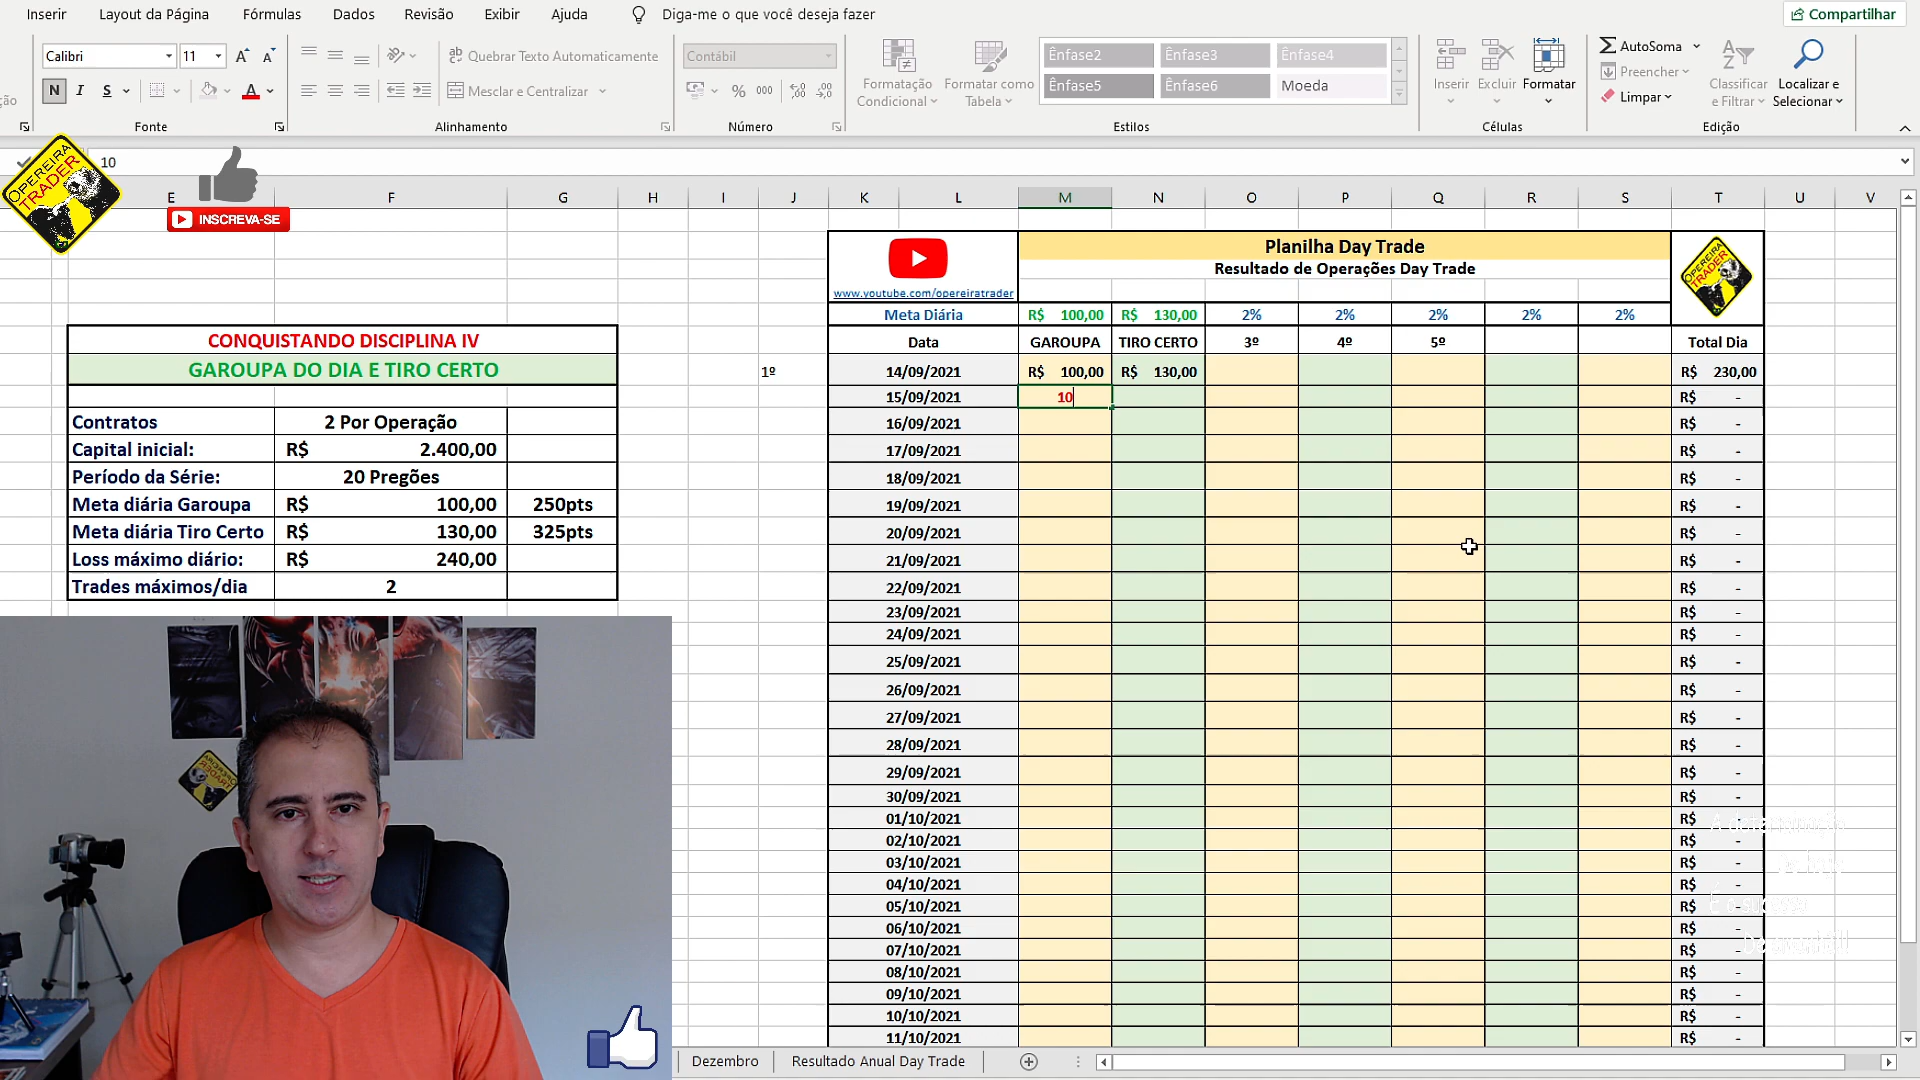 Inserir Layout da Página Fórmulas Dados Revisão Exibir Ajuda Diga-me o que você deseja fazer Compartilhar
Calibri 11 Quebrar Texto Automaticamente Contábil Ênfase2 Ênfase3 Ênfase4 AutoSoma
N I S A Mesclar e Centralizar % 000 Formatação Condicional Formatar como Tabela Ênfase5 Ênfase6 Moeda Inserir Excluir Formatar Preencher Limpar Classificar e Filtrar Localizar e Selecionar
Fonte Alinhamento Número Estilos Células Edição
10
OPEREIRA TRADER
INSCREVA-SE
E F G H I J K L M N O P Q R S T U V
Planilha Day Trade
Resultado de Operações Day Trade
www.youtube.com/opereiratrader
OPEREIRA TRADER
Meta Diária R$ 100,00 R$ 130,00 2% 2% 2% 2% 2%
Data GAROUPA TIRO CERTO 3º 4º 5º Total Dia
1º 14/09/2021 R$ 100,00 R$ 130,00 R$ 230,00
15/09/2021 10 R$ -
16/09/2021 R$ -
17/09/2021 R$ -
18/09/2021 R$ -
19/09/2021 R$ -
20/09/2021 R$ -
21/09/2021 R$ -
22/09/2021 R$ -
23/09/2021 R$ -
24/09/2021 R$ -
25/09/2021 R$ -
26/09/2021 R$ -
27/09/2021 R$ -
28/09/2021 R$ -
29/09/2021 R$ -
30/09/2021 R$ -
01/10/2021 R$ -
02/10/2021 R$ -
03/10/2021 R$ -
04/10/2021 R$ -
05/10/2021 R$ -
06/10/2021 R$ -
07/10/2021 R$ -
08/10/2021 R$ -
09/10/2021 R$ -
10/10/2021 R$ -
11/10/2021 R$ -
CONQUISTANDO DISCIPLINA IV
GAROUPA DO DIA E TIRO CERTO
Contratos 2 Por Operação
Capital inicial: R$ 2.400,00
Período da Série: 20 Pregões
Meta diária Garoupa R$ 100,00 250pts
Meta diária Tiro Certo R$ 130,00 325pts
Loss máximo diário: R$ 240,00
Trades máximos/dia 2
Dezembro Resultado Anual Day Trade